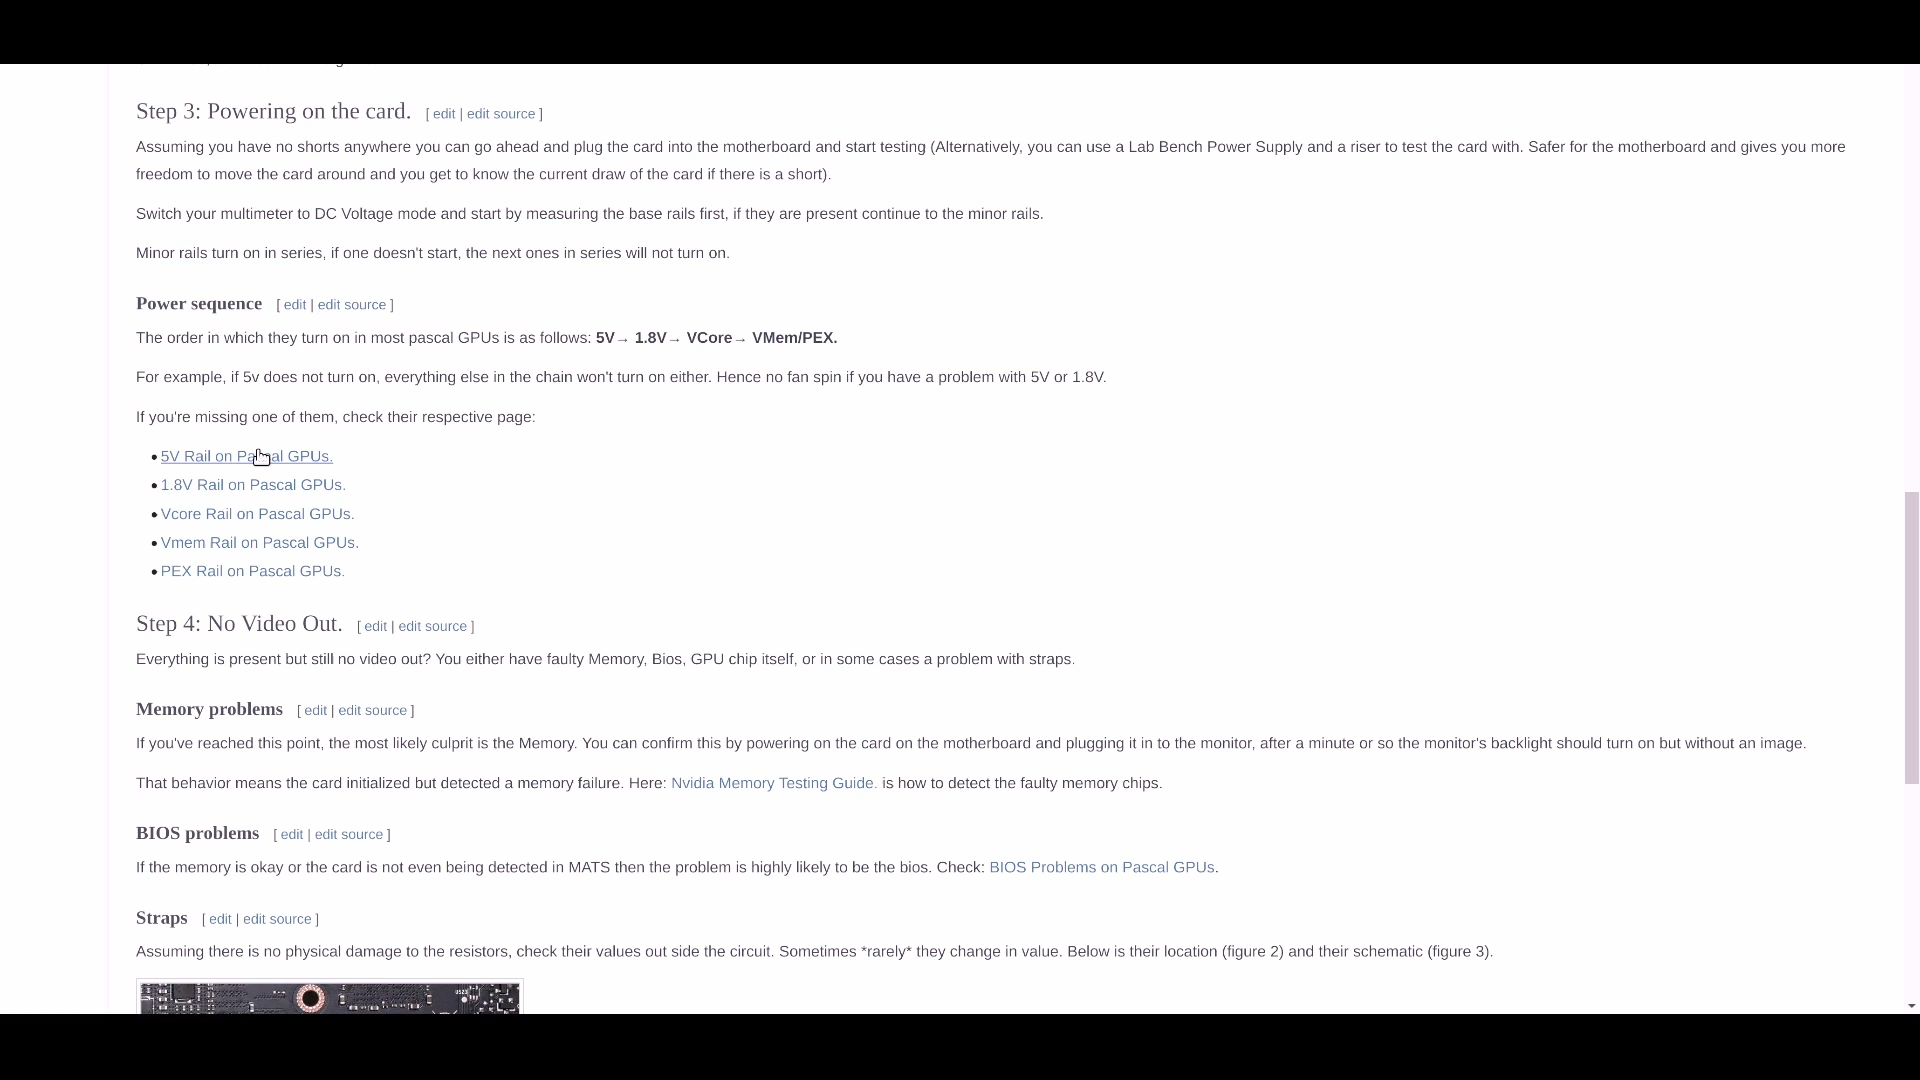 Step 3: Powering on the card. [ edit | edit source ]
Assuming you have no shorts anywhere you can go ahead and plug the card into the motherboard and start testing (Alternatively, you can use a Lab Bench Power Supply and a riser to test the card with. Safer for the motherboard and gives you more
freedom to move the card around and you get to know the current draw of the card if there is a short).
Switch your multimeter to DC Voltage mode and start by measuring the base rails first, if they are present continue to the minor rails.
Minor rails turn on in series, if one doesn't start, the next ones in series will not turn on.
Power sequence [ edit | edit source ]
The order in which they turn on in most pascal GPUs is as follows: 5V→ 1.8V→ VCore→ VMem/PEX.
For example, if 5v does not turn on, everything else in the chain won't turn on either. Hence no fan spin if you have a problem with 5V or 1.8V.
If you're missing one of them, check their respective page:
• 5V Rail on Pascal GPUs.
• 1.8V Rail on Pascal GPUs.
• Vcore Rail on Pascal GPUs.
• Vmem Rail on Pascal GPUs.
• PEX Rail on Pascal GPUs.
Step 4: No Video Out. [ edit | edit source ]
Everything is present but still no video out? You either have faulty Memory, Bios, GPU chip itself, or in some cases a problem with straps.
Memory problems [ edit | edit source ]
If you've reached this point, the most likely culprit is the Memory. You can confirm this by powering on the card on the motherboard and plugging it in to the monitor, after a minute or so the monitor's backlight should turn on but without an image.
That behavior means the card initialized but detected a memory failure. Here: Nvidia Memory Testing Guide. is how to detect the faulty memory chips.
BIOS problems [ edit | edit source ]
If the memory is okay or the card is not even being detected in MATS then the problem is highly likely to be the bios. Check: BIOS Problems on Pascal GPUs.
Straps [ edit | edit source ]
Assuming there is no physical damage to the resistors, check their values out side the circuit. Sometimes *rarely* they change in value. Below is their location (figure 2) and their schematic (figure 3).